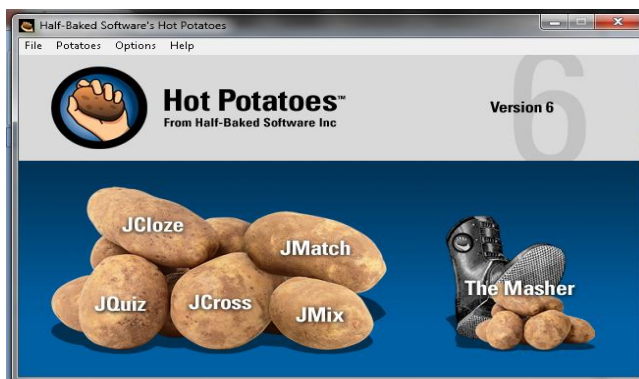 Half-Baked Software's Hot Potatoes
File Potatoes Options Help
Hot Potatoes™
From Half-Baked Software Inc
Version 6
6
JCloze
JMatch
JQuiz
JCross
JMix
The Masher